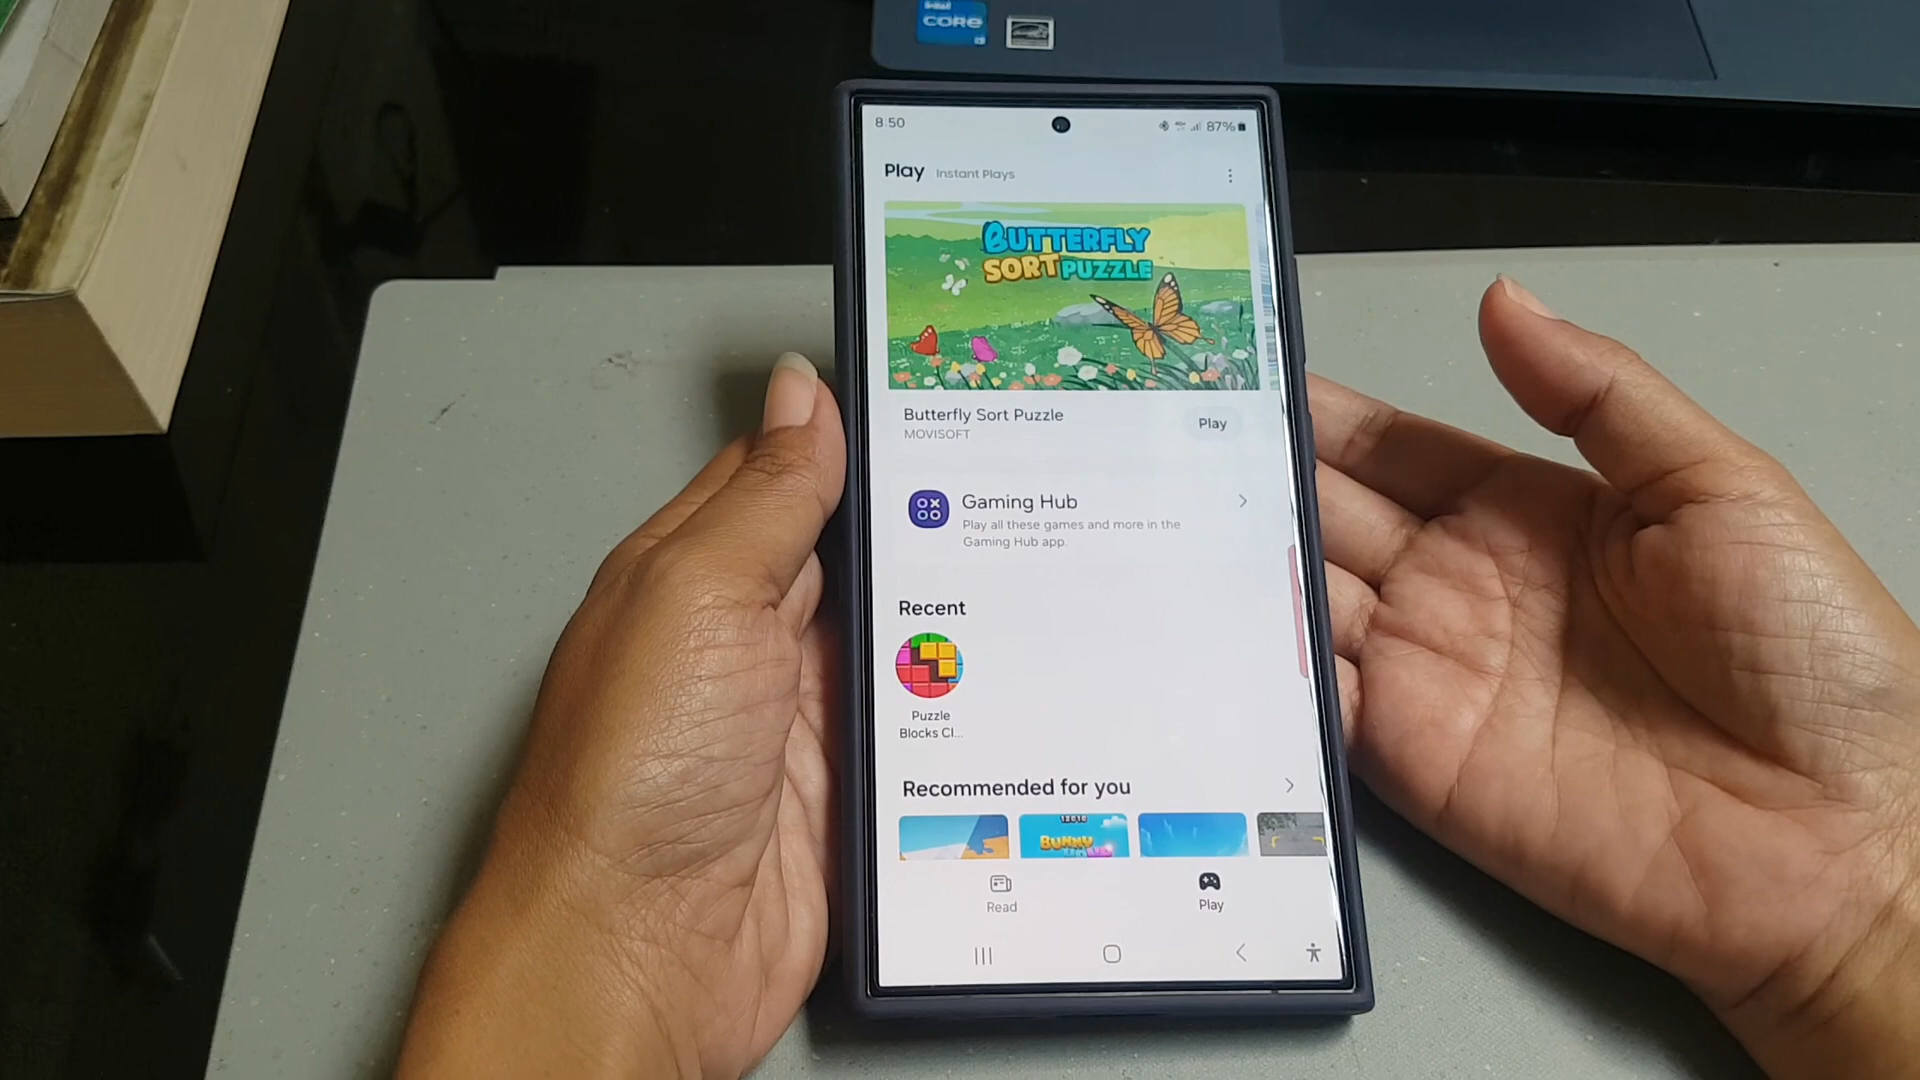 intel
CORE
8:50
87%
Play Instant Plays
BUTTERFLY
SORT PUZZLE
Butterfly Sort Puzzle
MOVISOFT
Play
Gaming Hub
Play all these games and more in the
Gaming Hub app.
Recent
Puzzle
Blocks Cl...
Recommended for you
BUNNY
Read
Play